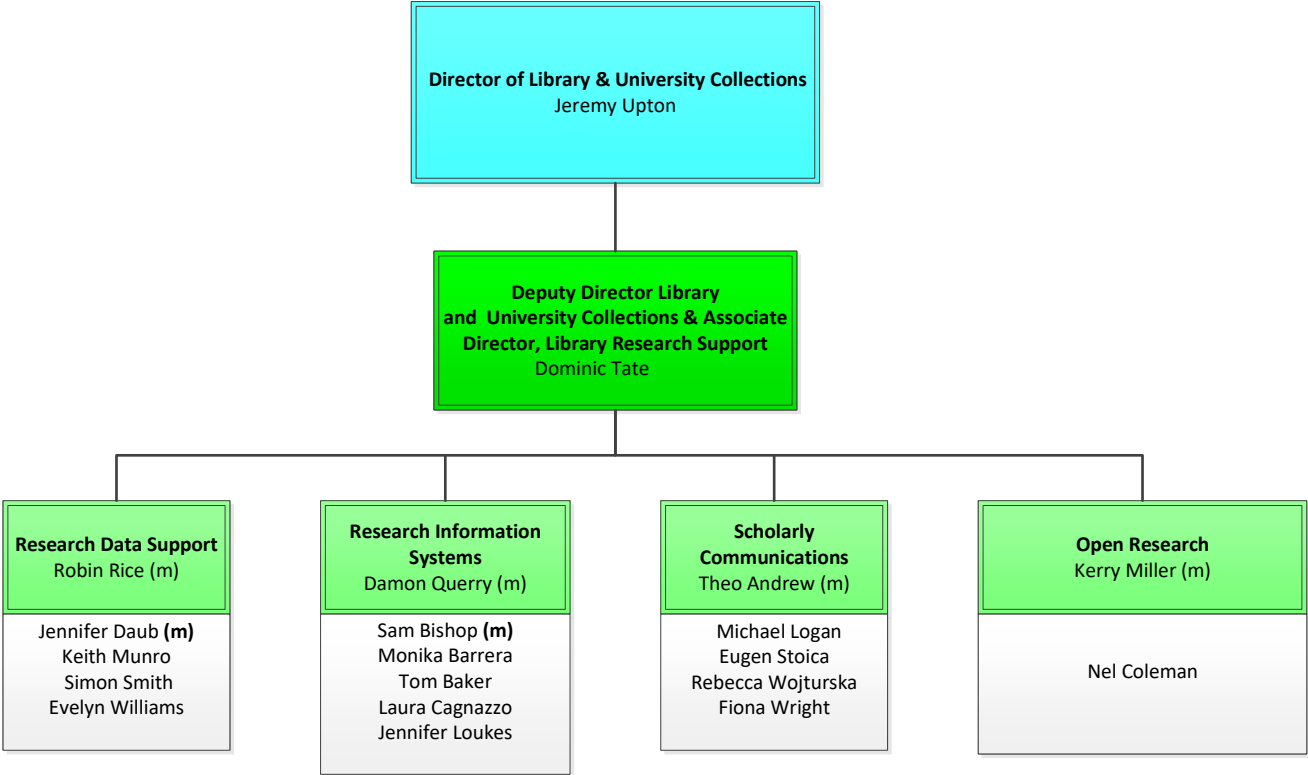 Director of Library & University Collections
Jeremy Upton
Deputy Director Library
and University Collections & Associate
Director, Library Research Support
Dominic Tate
Research Data Support
Robin Rice (m)
Jennifer Daub (m)
Keith Munro
Simon Smith
Evelyn Williams
Research Information
Systems
Damon Querry (m)
Sam Bishop (m)
Monika Barrera
Tom Baker
Laura Cagnazzo
Jennifer Loukes
Scholarly
Communications
Theo Andrew (m)
Michael Logan
Eugen Stoica
Rebecca Wojturska
Fiona Wright
Open Research
Kerry Miller (m)
Nel Coleman